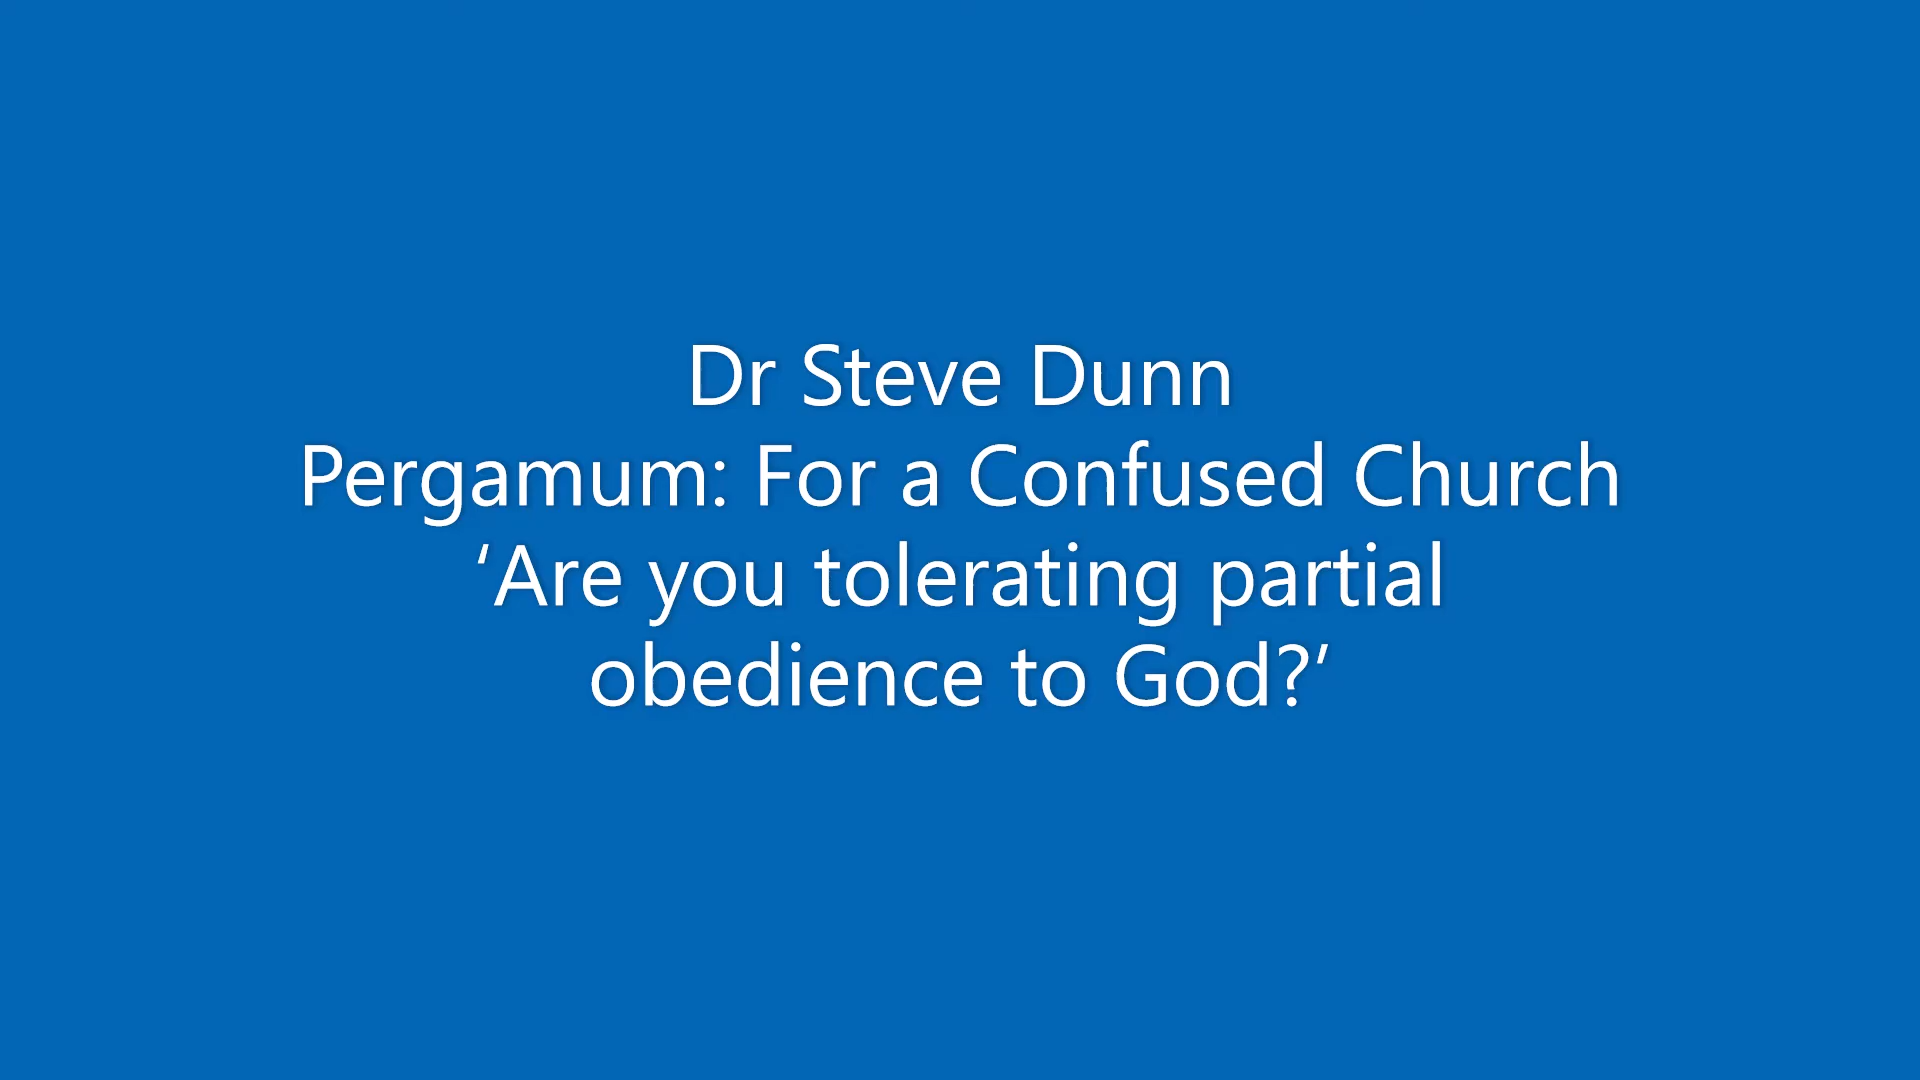 Dr Steve Dunn
Pergamum: For a Confused Church
‘Are you tolerating partial
obedience to God?’